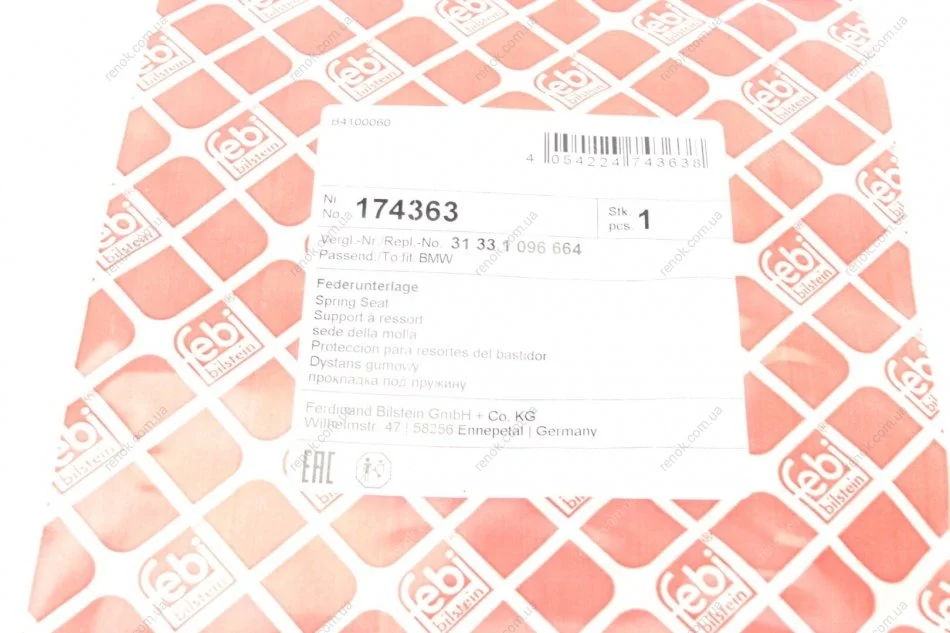 64100060
4 054224 743638
Nr.
No. 174363
Stk.
pcs. 1
Vergl.-Nr./Repl.-No. 31 33 1 096 664
Passend./To fit BMW
Federunterlage
Spring Seat
Support à ressort
sede della molla
Proteccion para resortes del bastidor
Dystans gumowy
прокладка под пружину
Ferdinand Bilstein GmbH + Co. KG
Wilhelmstr. 47 | 58256 Ennepetal | Germany
EAC
febi
bilstein
renok.com.ua